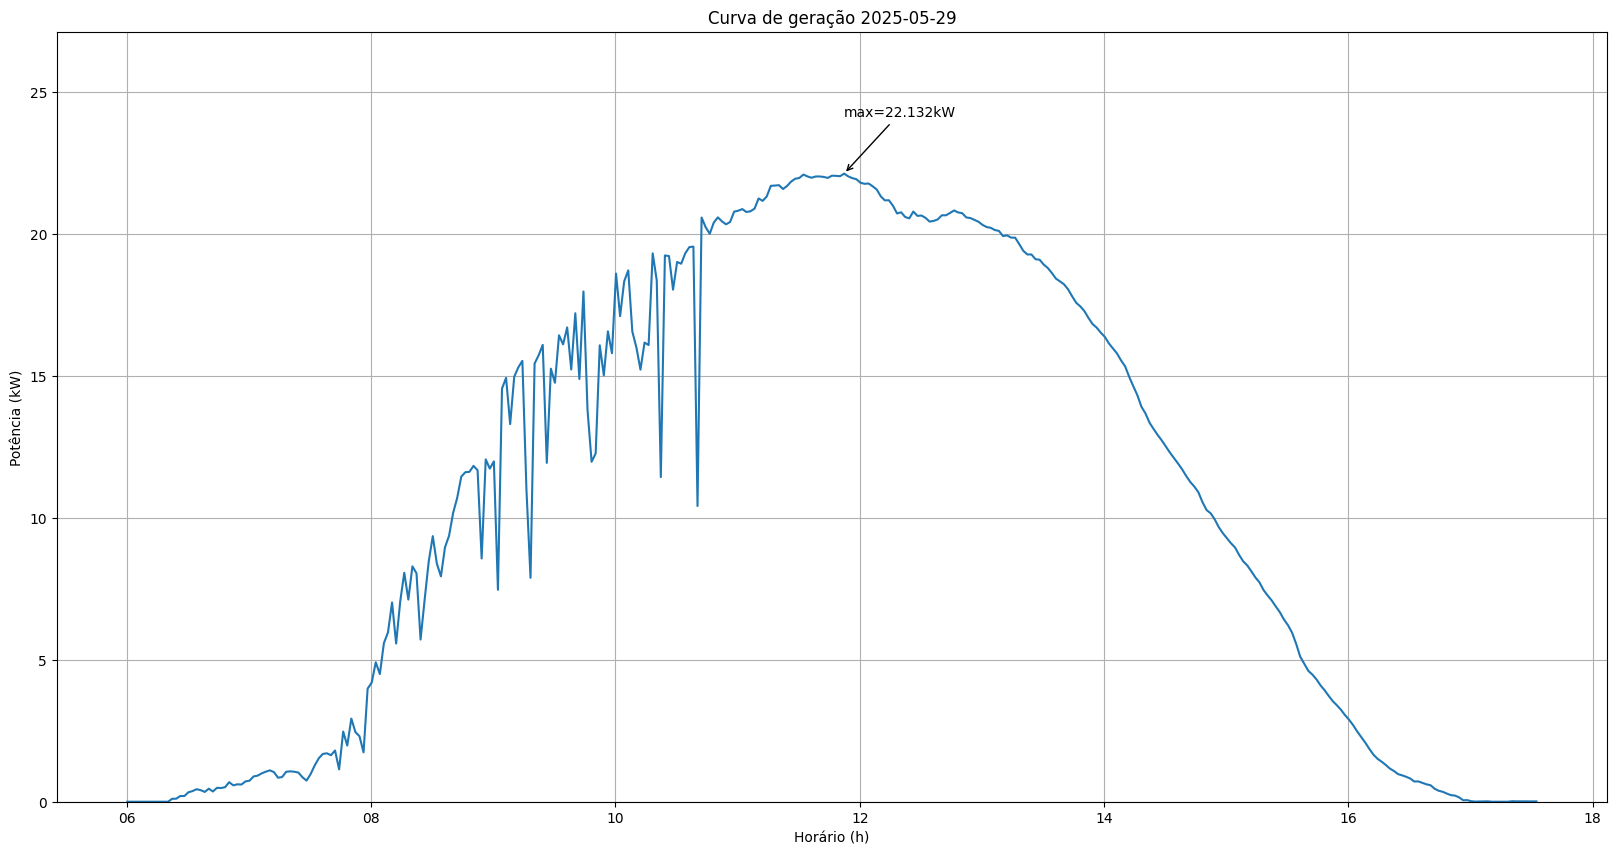 Curva de geração 2025-05-29
25
max=22.132kW
20
15
Potência (kW)
10
5
0
06 08 10 12 14 16 18
Horário (h)